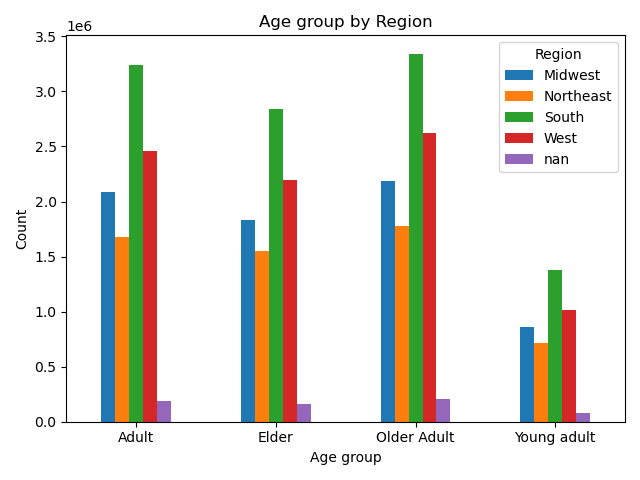 Age group by Region
1e6
3.5
3.0
2.5
2.0
1.5
1.0
0.5
0.0
Count
Region
Midwest
Northeast
South
West
nan
Adult
Elder
Older Adult
Young adult
Age group